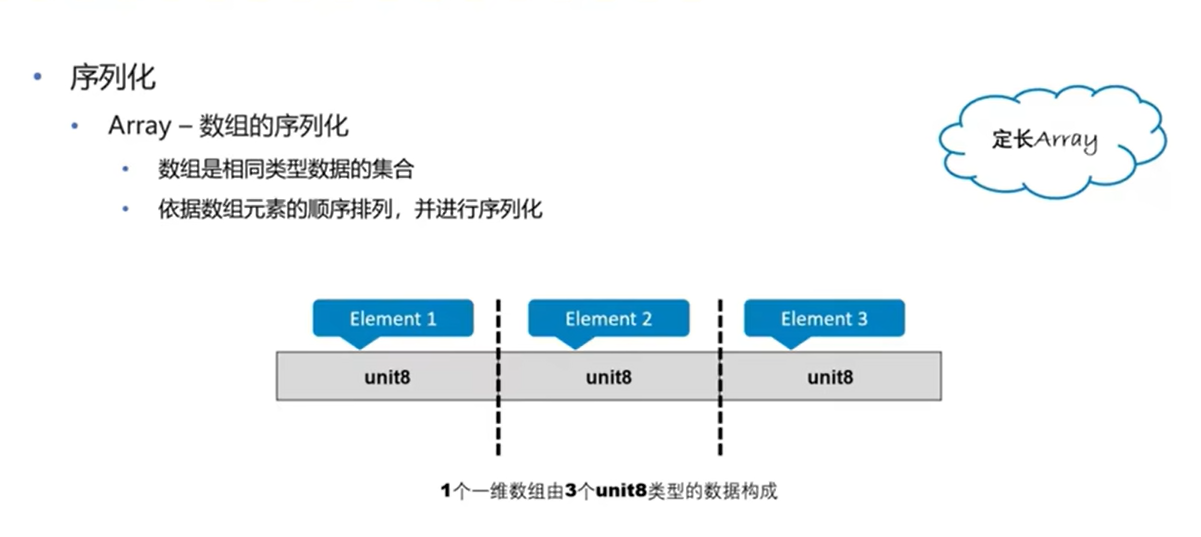 序列化
Array – 数组的序列化
数组是相同类型数据的集合
依据数组元素的顺序排列，并进行序列化
定长Array
Element 1
Element 2
Element 3
unit8
unit8
unit8
1个一维数组由3个unit8类型的数据构成